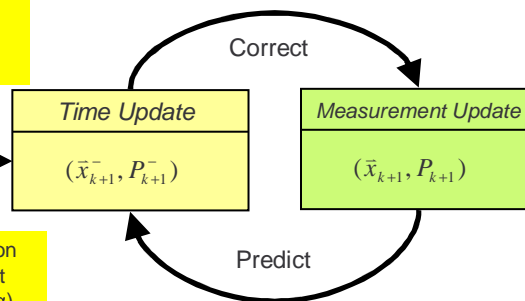 Correct
Time Update
Measurement Update
(x̄⁻ₖ₊₁, P⁻ₖ₊₁)
(x̄ₖ₊₁, Pₖ₊₁)
Predict